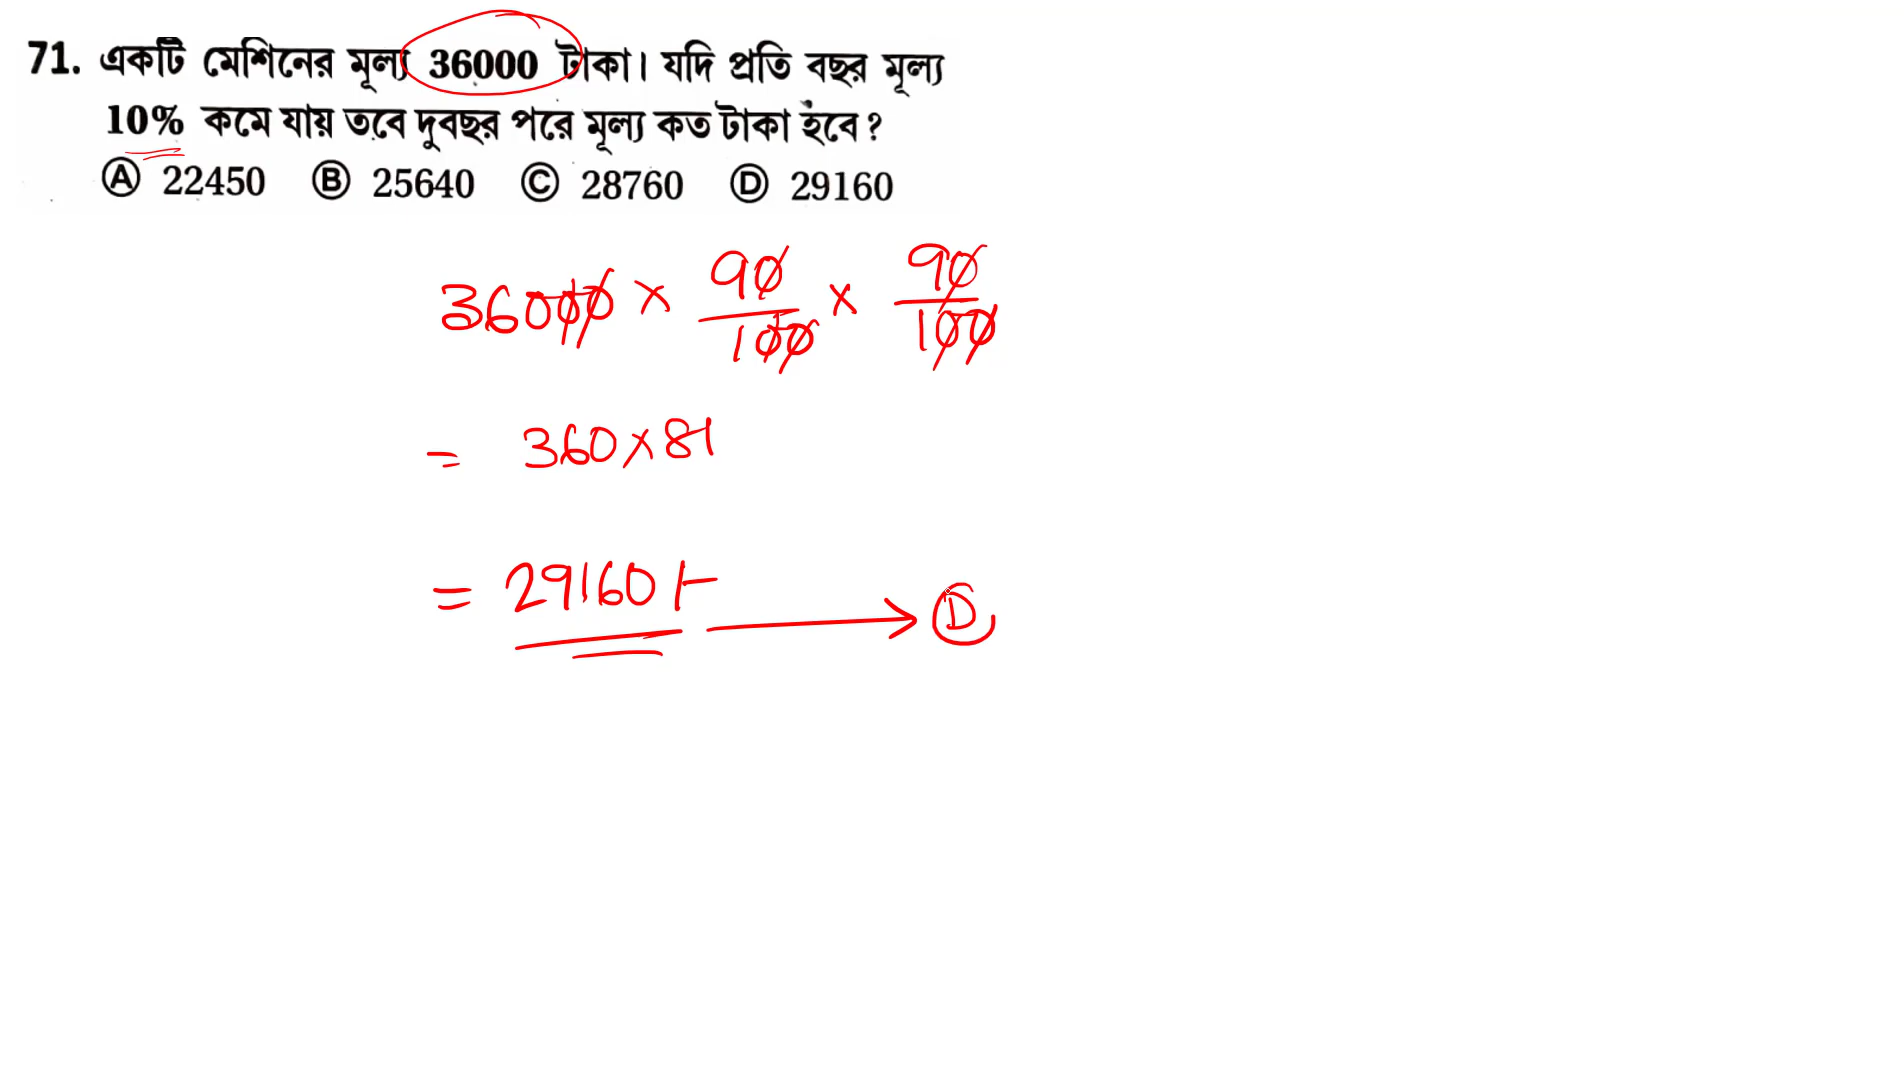 71. একটি মেশিনের মূল্য 36000 টাকা। যদি প্রতি বছর মূল্য
10% কমে যায় তবে দুবছর পরে মূল্য কত টাকা হবে?
Ⓐ 22450 Ⓑ 25640 Ⓒ 28760 Ⓓ 29160
36000 × 90/100 × 90/100
= 360×81
= 29160/- → Ⓓ